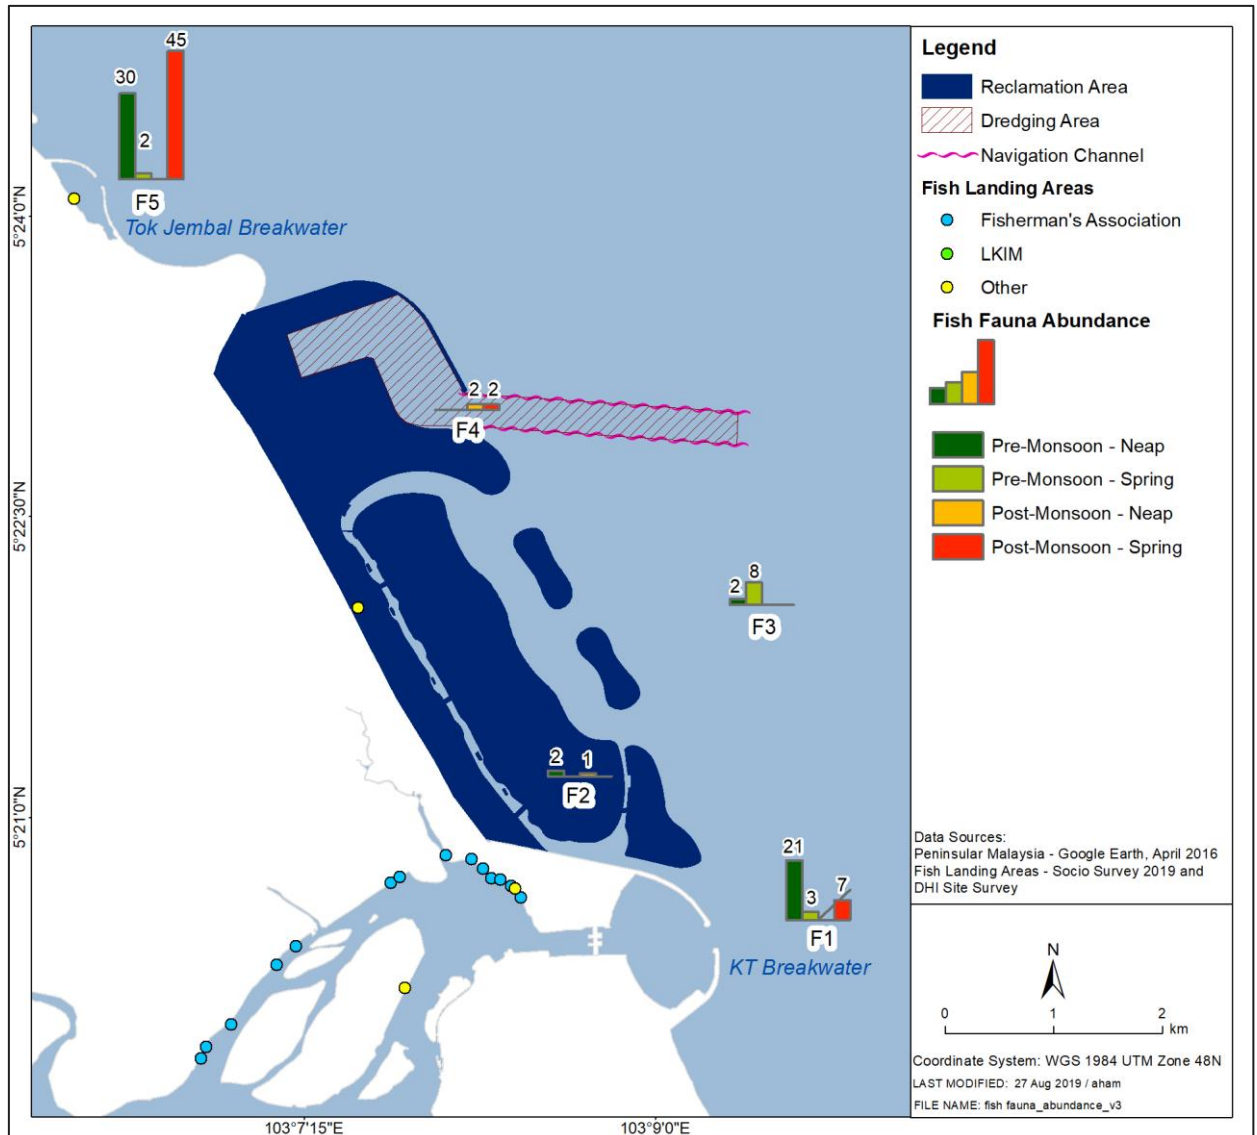 45
30
2
F5
Tok Jembal Breakwater
5°24'0"N
2 2
F4
5°22'30"N
2 8
F3
2 1
F2
5°21'0"N
21
3
7
F1
KT Breakwater
103°7'15"E
103°9'0"E
Legend
Reclamation Area
Dredging Area
Navigation Channel
Fish Landing Areas
Fisherman's Association
LKIM
Other
Fish Fauna Abundance
Pre-Monsoon - Neap
Pre-Monsoon - Spring
Post-Monsoon - Neap
Post-Monsoon - Spring
Data Sources:
Peninsular Malaysia - Google Earth, April 2016
Fish Landing Areas - Socio Survey 2019 and
DHI Site Survey
N
0 1 2
km
Coordinate System: WGS 1984 UTM Zone 48N
LAST MODIFIED: 27 Aug 2019 / aham
FILE NAME: fish fauna_abundance_v3